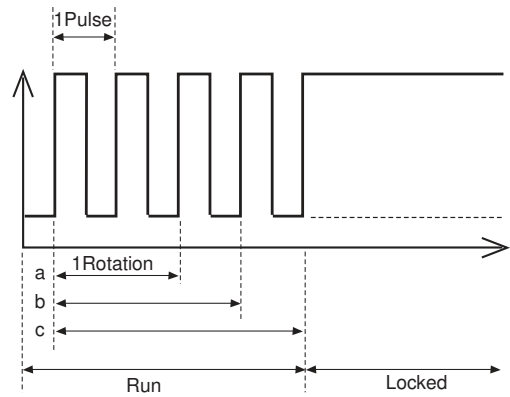 1Pulse
a
1Rotation
b
c
Run
Locked